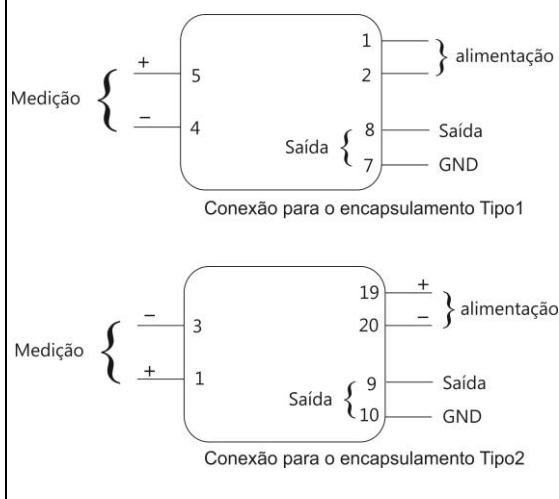 1
alimentação
+
5
2
Medição
−
4
8
Saída
Saída
7
GND
Conexão para o encapsulamento Tipo1
19
+
alimentação
−
3
20
−
Medição
+
1
9
Saída
Saída
10
GND
Conexão para o encapsulamento Tipo2